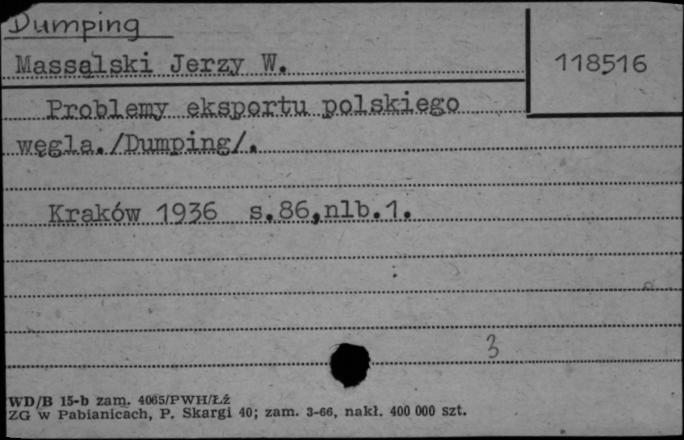 Dumping
Massalski Jerzy W.
118516
Problemy eksportu polskiego
węgla./Dumping/.
Kraków 1936 s.86,nlb.1.
3
WD/B 15-b zam. 4065/PWH/Łź
ZG w Pabianicach, P. Skargi 40; zam. 3-66, nakł. 400 000 szt.